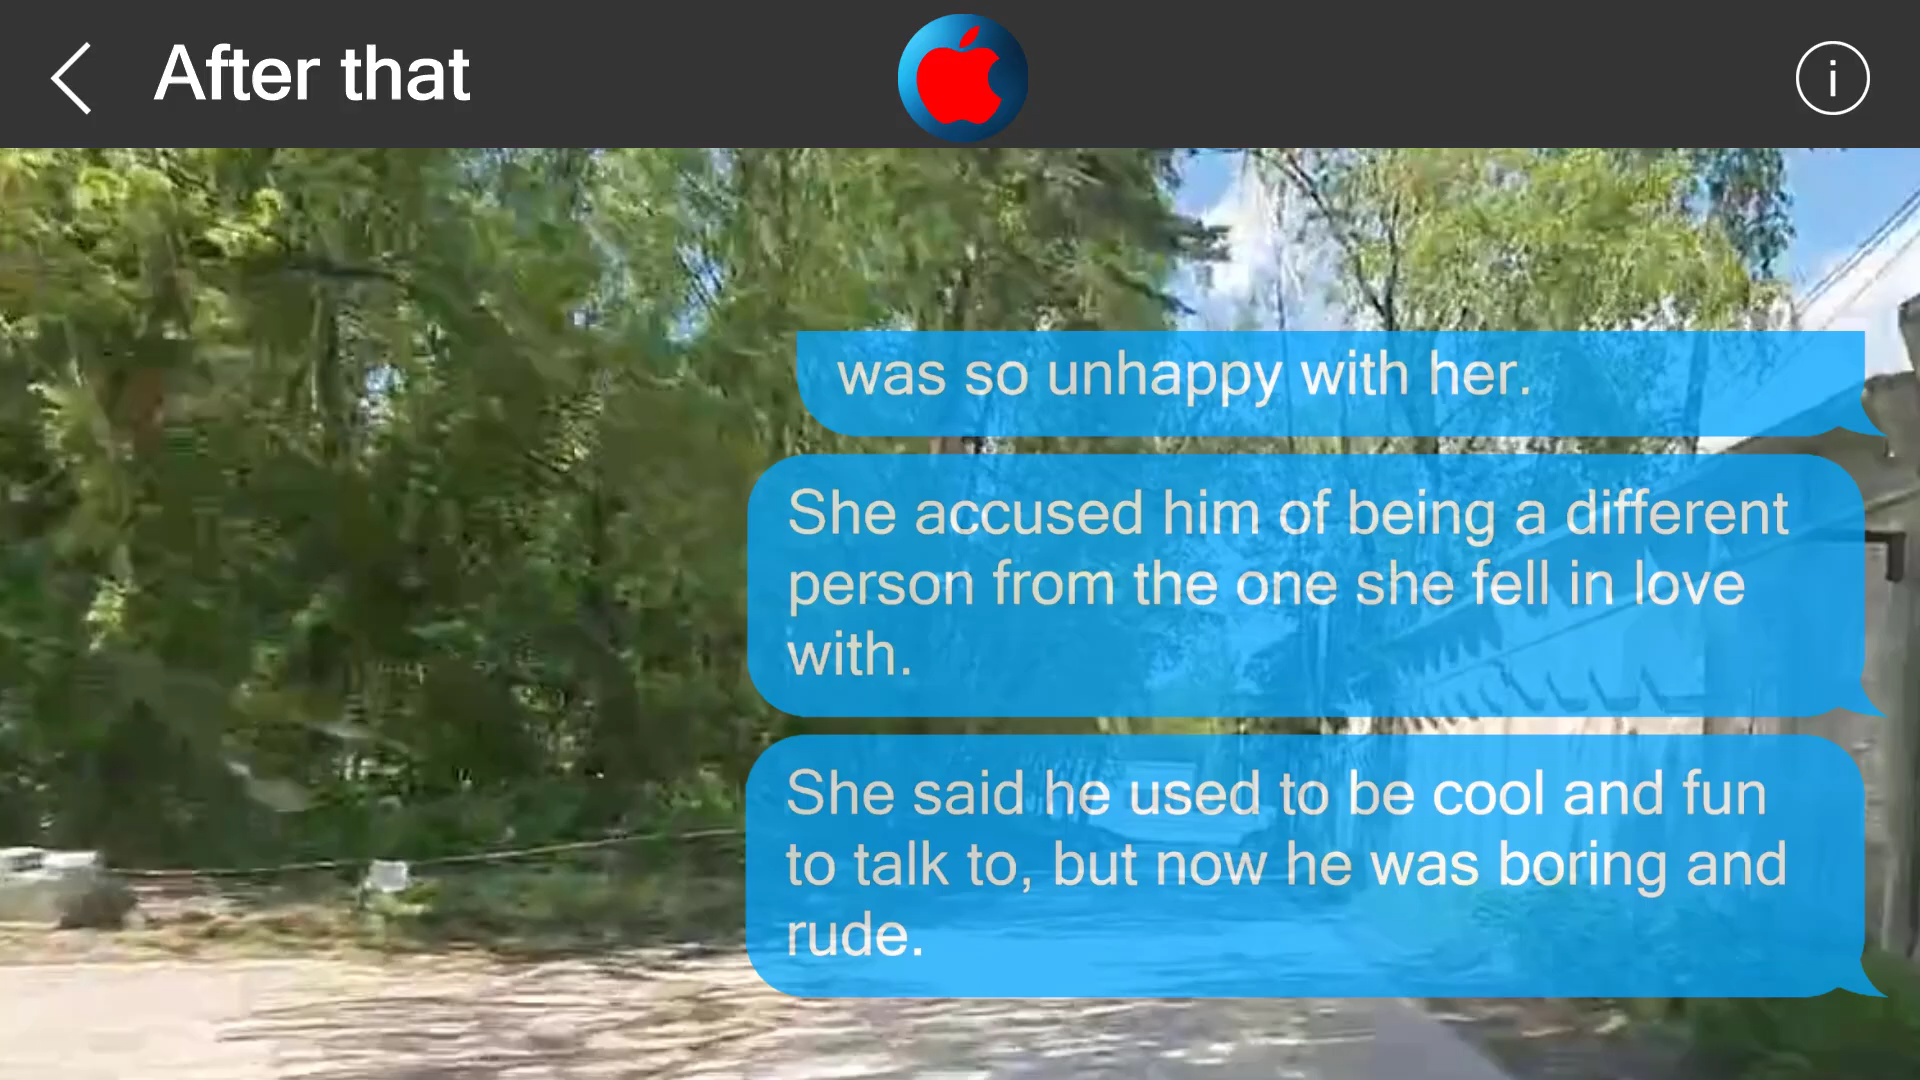 After that
was so unhappy with her.
She accused him of being a different
person from the one she fell in love
with.
She said he used to be cool and fun
to talk to, but now he was boring and
rude.